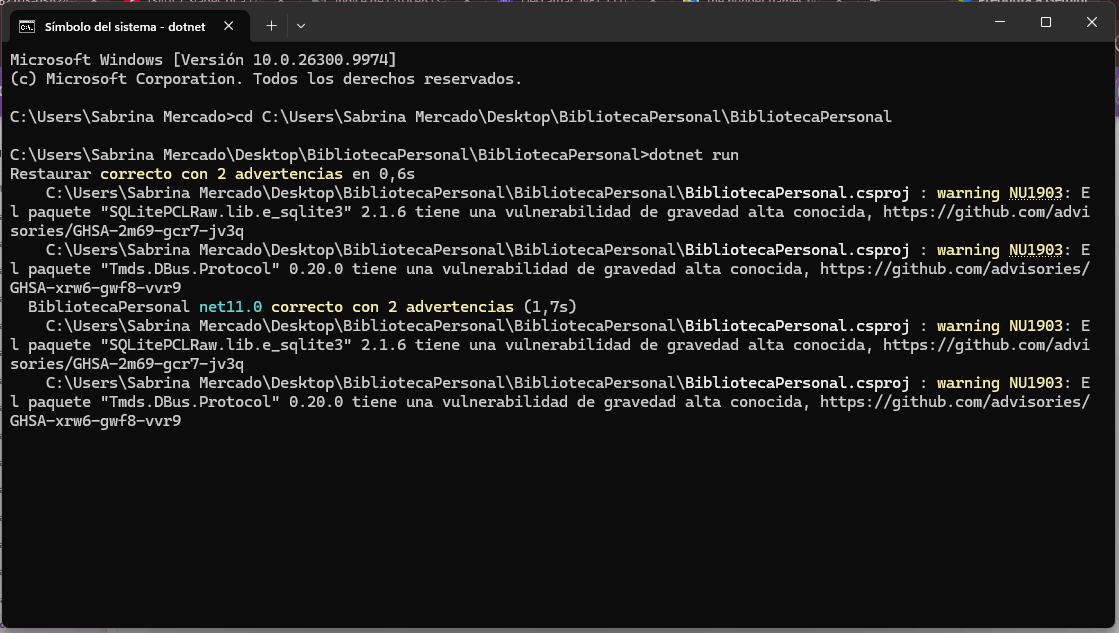 Símbolo del sistema - dotnet
Microsoft Windows [Versión 10.0.26300.9974]
(c) Microsoft Corporation. Todos los derechos reservados.
C:\Users\Sabrina Mercado>cd C:\Users\Sabrina Mercado\Desktop\BibliotecaPersonal\BibliotecaPersonal
C:\Users\Sabrina Mercado\Desktop\BibliotecaPersonal\BibliotecaPersonal>dotnet run
Restaurar correcto con 2 advertencias en 0,6s
C:\Users\Sabrina Mercado\Desktop\BibliotecaPersonal\BibliotecaPersonal\BibliotecaPersonal.csproj : warning NU1903: E
l paquete "SQLitePCLRaw.lib.e_sqlite3" 2.1.6 tiene una vulnerabilidad de gravedad alta conocida, https://github.com/advi
sories/GHSA-2m69-gcr7-jv3q
C:\Users\Sabrina Mercado\Desktop\BibliotecaPersonal\BibliotecaPersonal\BibliotecaPersonal.csproj : warning NU1903: E
l paquete "Tmds.DBus.Protocol" 0.20.0 tiene una vulnerabilidad de gravedad alta conocida, https://github.com/advisories/
GHSA-xrw6-gwf8-vvr9
BibliotecaPersonal net11.0 correcto con 2 advertencias (1,7s)
C:\Users\Sabrina Mercado\Desktop\BibliotecaPersonal\BibliotecaPersonal\BibliotecaPersonal.csproj : warning NU1903: E
l paquete "SQLitePCLRaw.lib.e_sqlite3" 2.1.6 tiene una vulnerabilidad de gravedad alta conocida, https://github.com/advi
sories/GHSA-2m69-gcr7-jv3q
C:\Users\Sabrina Mercado\Desktop\BibliotecaPersonal\BibliotecaPersonal\BibliotecaPersonal.csproj : warning NU1903: E
l paquete "Tmds.DBus.Protocol" 0.20.0 tiene una vulnerabilidad de gravedad alta conocida, https://github.com/advisories/
GHSA-xrw6-gwf8-vvr9